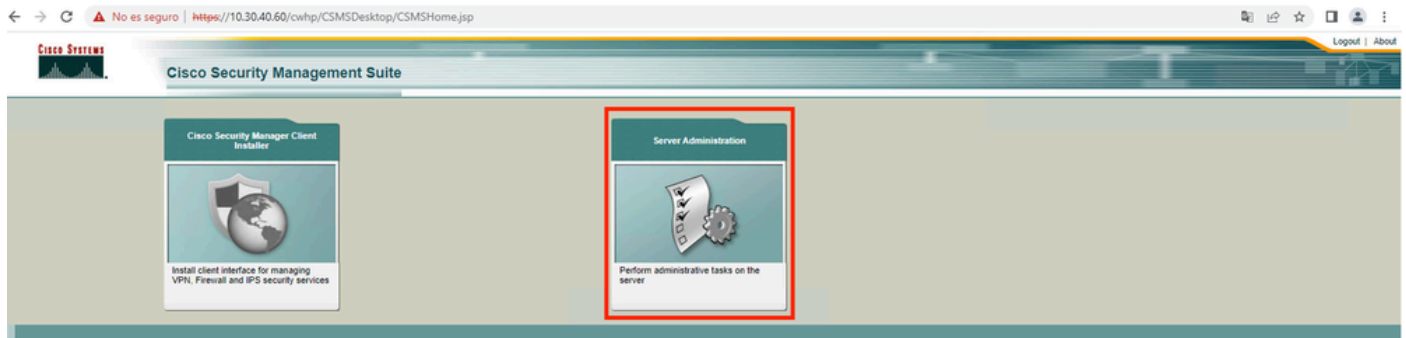 No es seguro | https://10.30.40.60/cwhp/CSMSDesktop/CSMSHome.jsp
Logout | About
CISCO SYSTEMS
Cisco Security Management Suite
Cisco Security Manager Client
Installer
Server Administration
Install client interface for managing
VPN, Firewall and IPS security services
Perform administrative tasks on the
server